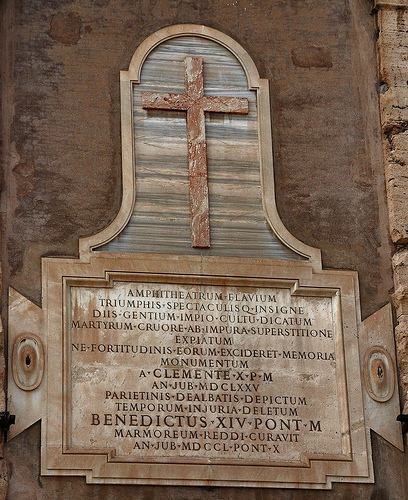 AMPHITHEATRUM·FLAVIUM
TRIUMPHIS·SPECTACULISQ·INSIGNE
DIIS·GENTIUM·IMPIO·CULTU·DICATUM
MARTYRUM·CRUORE·AB·IMPURA·SUPERSTITIONE
EXPIATUM
NE·FORTITUDINIS·EORUM·EXCIDERET·MEMORIA
MONUMENTUM
A·CLEMENTE·X·P·M
AN·JUB·MDCLXXV
PARIETINIS·DEALBATIS·DEPICTUM
TEMPORUM·INJURIA·DELETUM
BENEDICTUS·XIV·PONT·M
MARMOREUM·REDDI·CURAVIT
AN·JUB·MDCCL·PONT·X